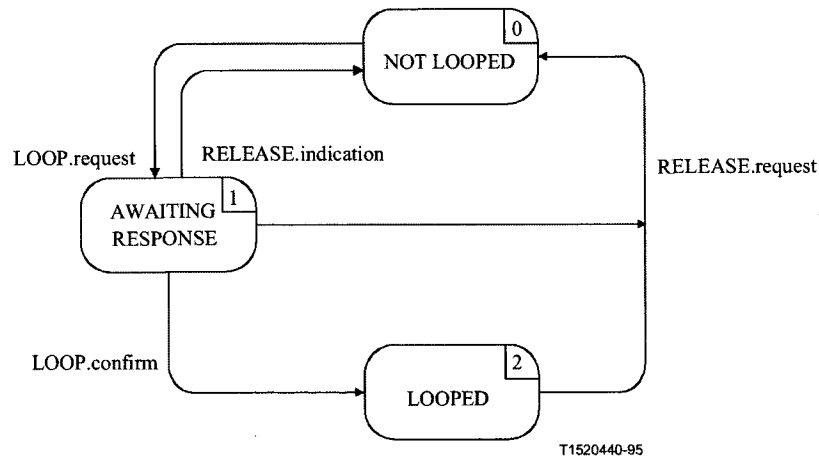 0
NOT LOOPED
LOOP.request
RELEASE.indication
RELEASE.request
1
AWAITING
RESPONSE
LOOP.confirm
2
LOOPED
T1520440-95